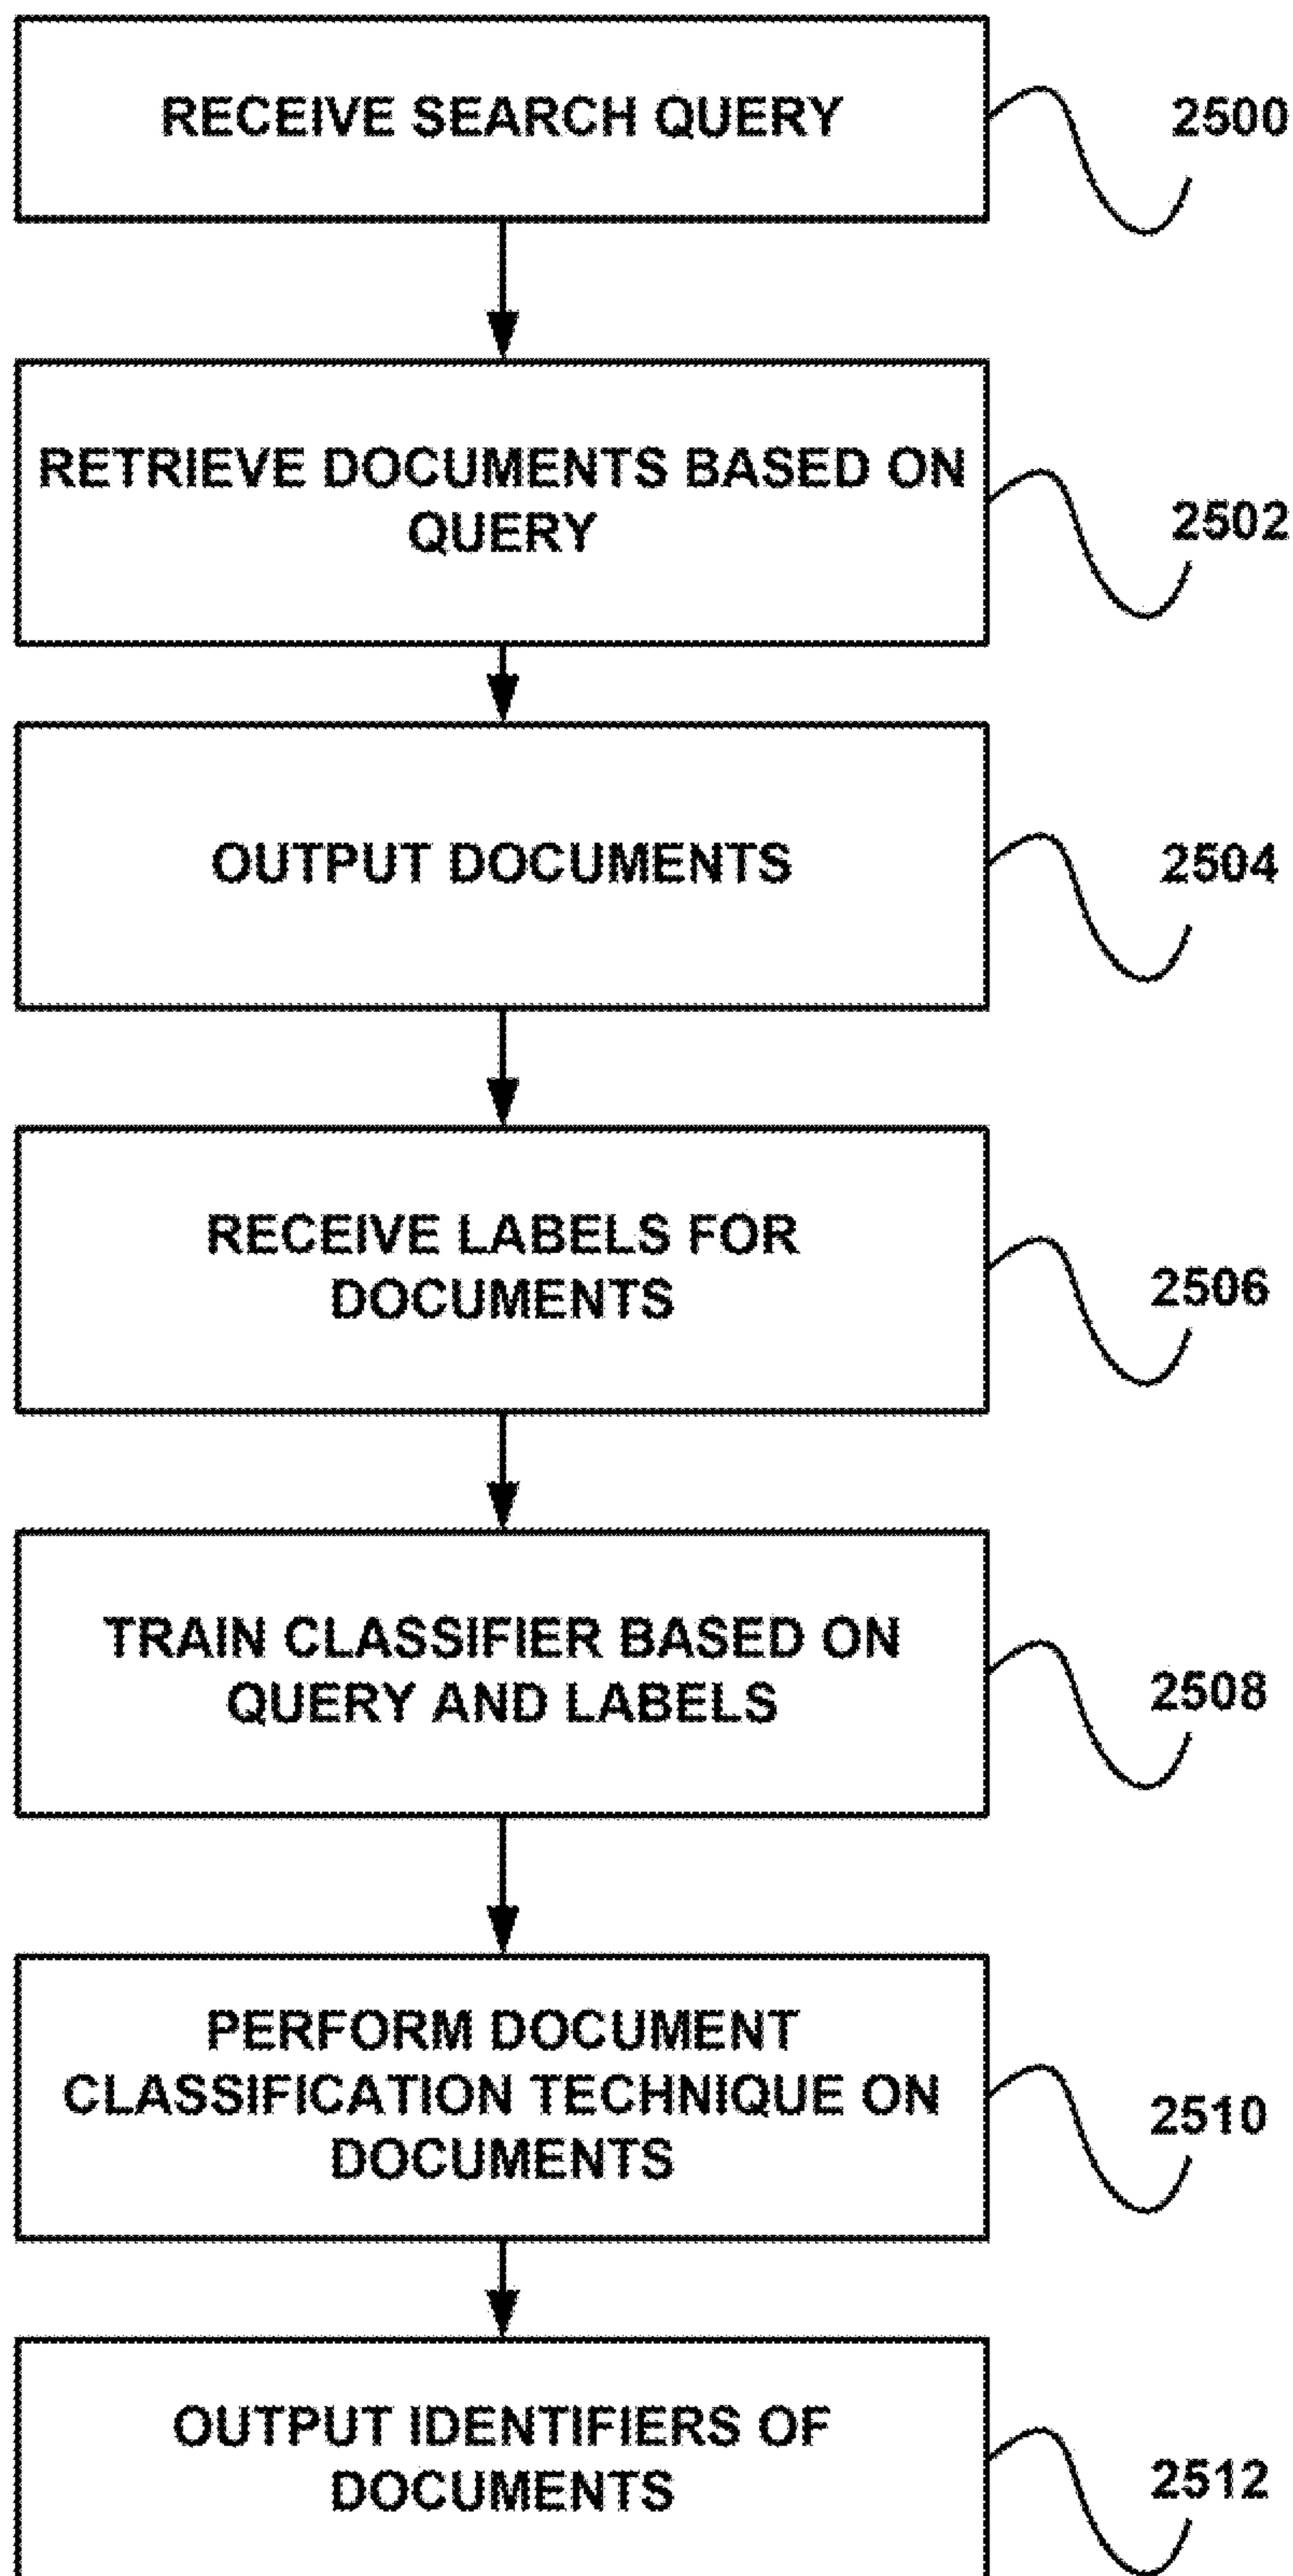 RECEIVE SEARCH QUERY
2500
RETRIEVE DOCUMENTS BASED ON
QUERY
2502
OUTPUT DOCUMENTS
2504
RECEIVE LABELS FOR
DOCUMENTS
2506
TRAIN CLASSIFIER BASED ON
QUERY AND LABELS
2508
PERFORM DOCUMENT
CLASSIFICATION TECHNIQUE ON
DOCUMENTS
2510
OUTPUT IDENTIFIERS OF
DOCUMENTS
2512